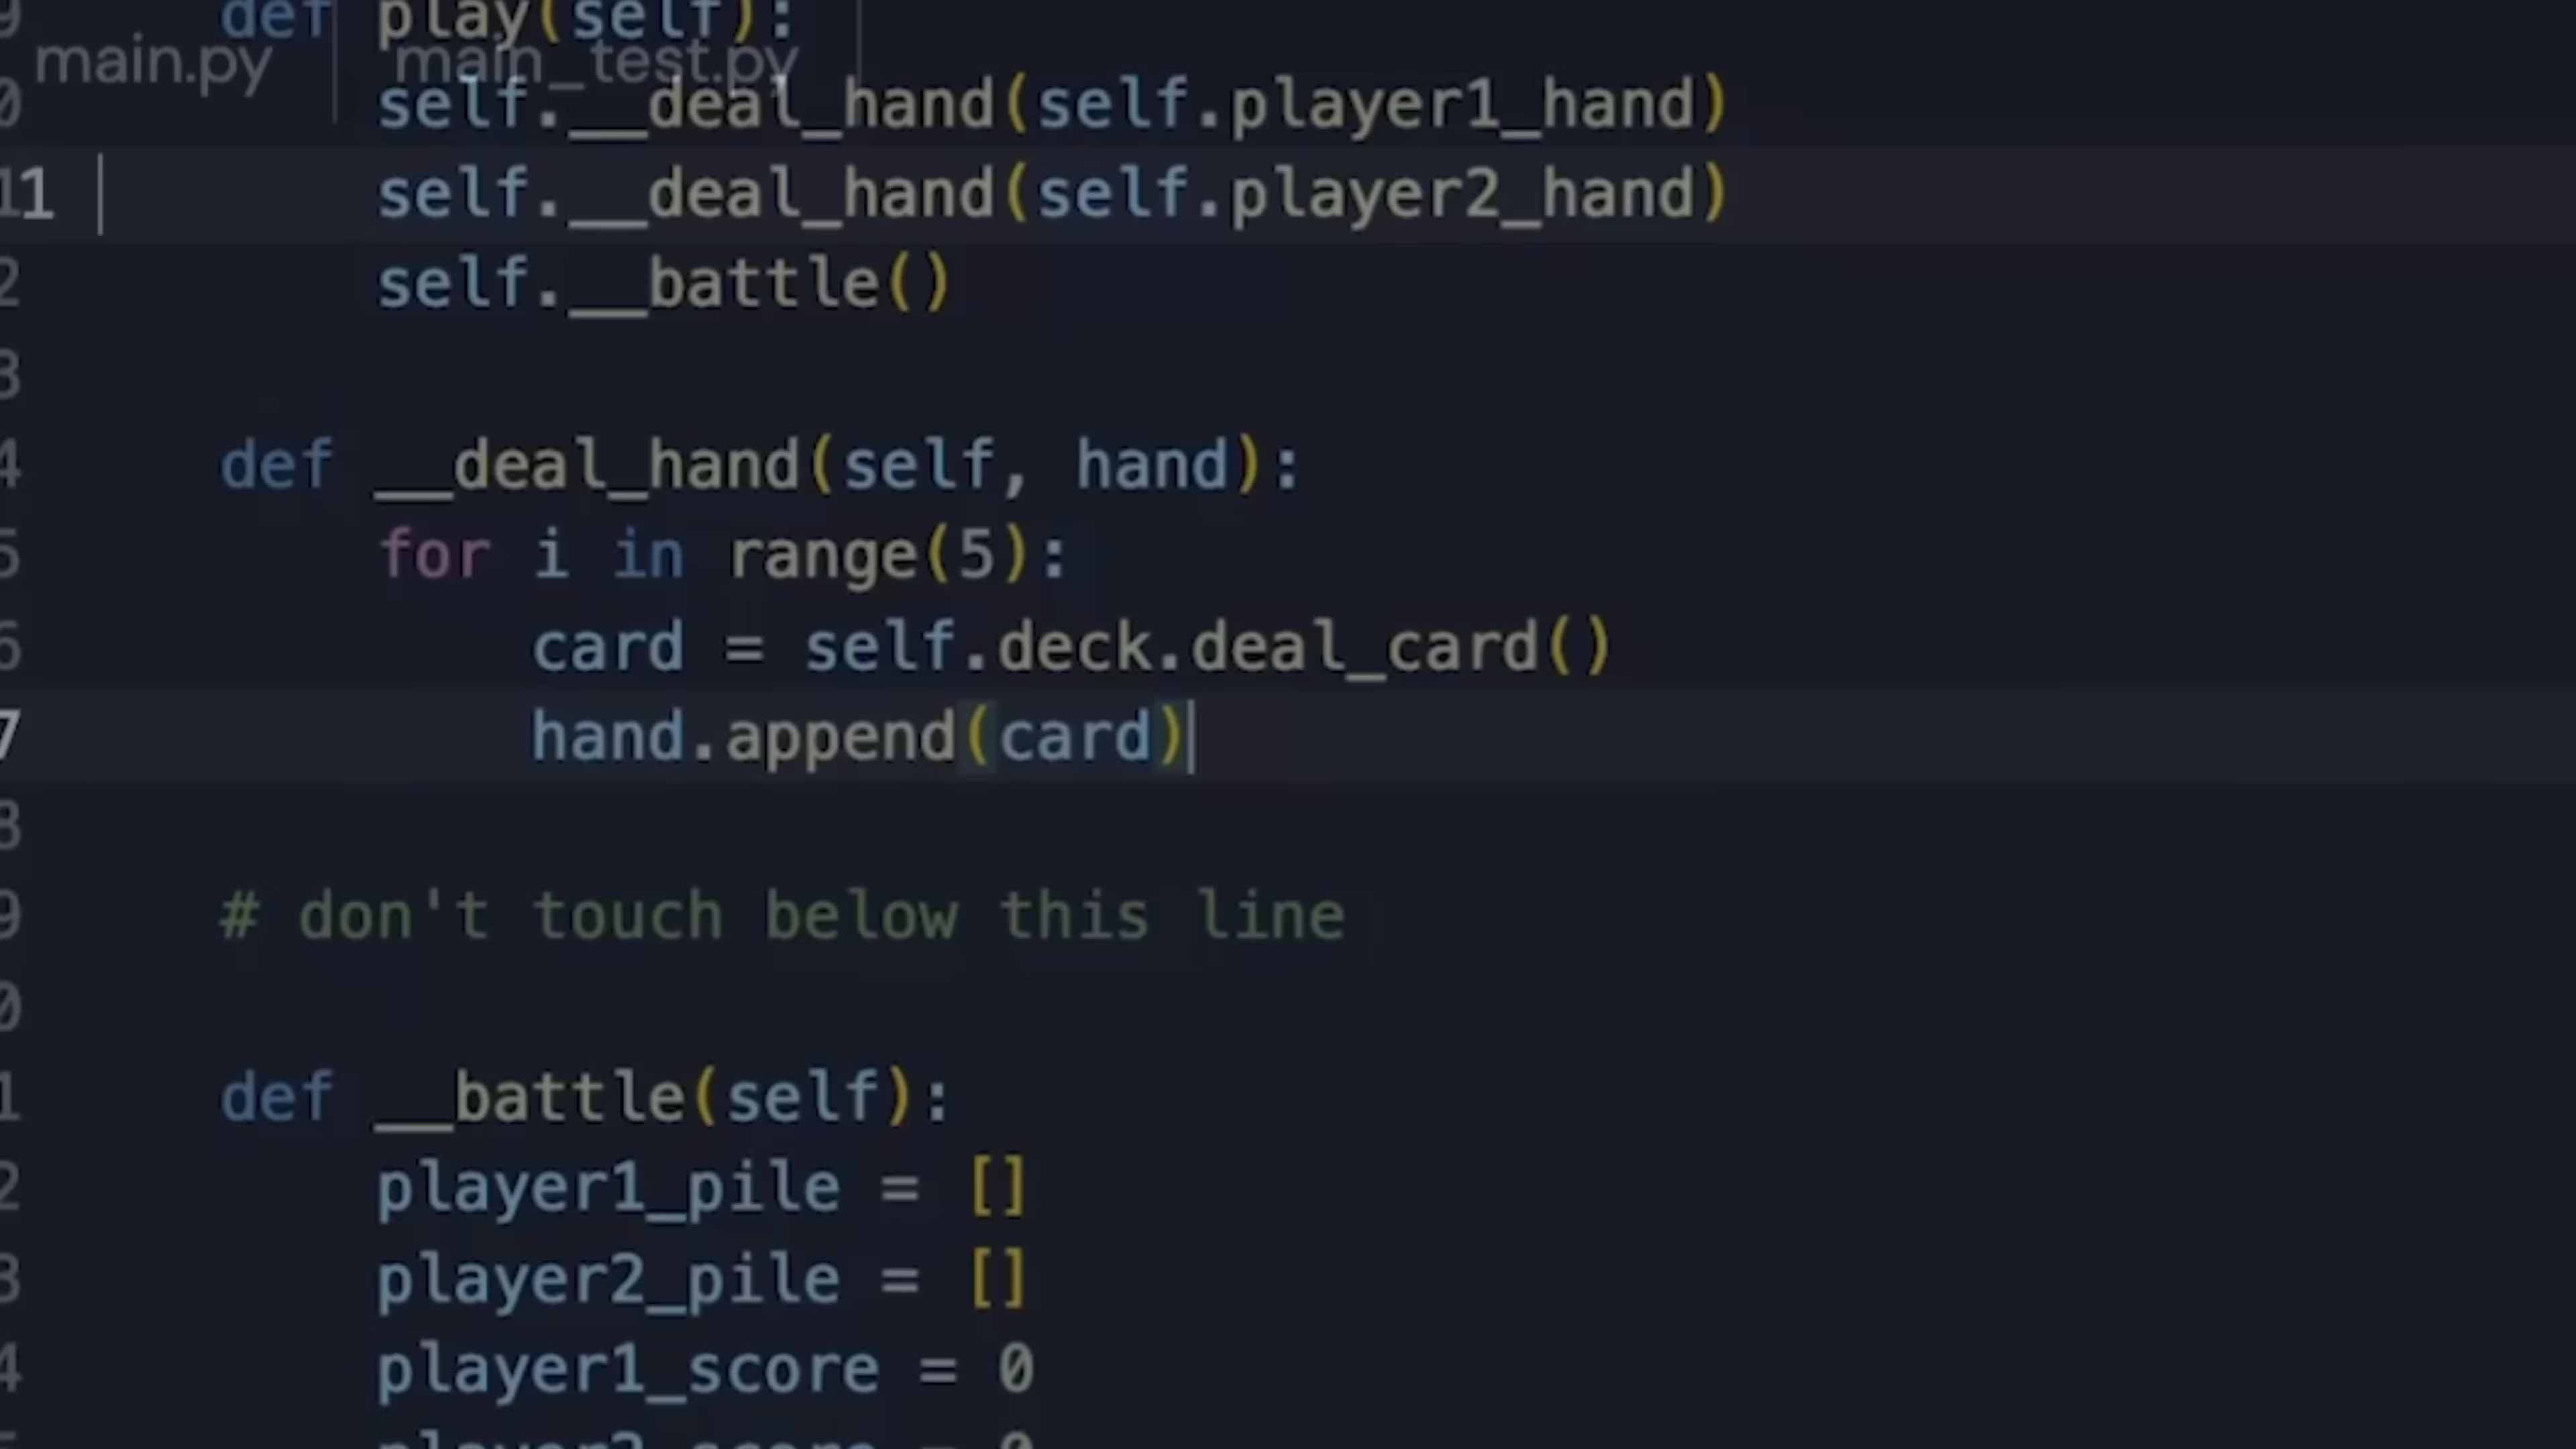 def play(self):
main.py main_test.py
self.__deal_hand(self.player1_hand)
self.__deal_hand(self.player2_hand)
self.__battle()
def __deal_hand(self, hand):
for i in range(5):
card = self.deck.deal_card()
hand.append(card)
# don't touch below this line
def __battle(self):
player1_pile = []
player2_pile = []
player1_score = 0
player2_score = 0